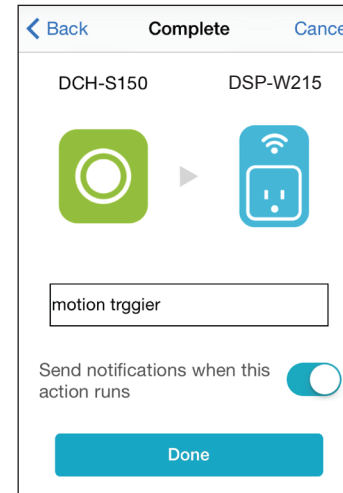 Back Complete Cance
DCH-S150 DSP-W215
motion trggier
Send notifications when this
action runs
Done